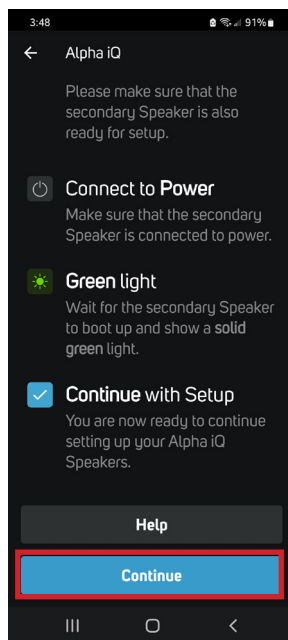 3:48 91%
Alpha iQ
Please make sure that the
secondary Speaker is also
ready for setup.
Connect to Power
Make sure that the secondary
Speaker is connected to power.
Green light
Wait for the secondary Speaker
to boot up and show a solid
green light.
Continue with Setup
You are now ready to continue
setting up your Alpha iQ
Speakers.
Help
Continue